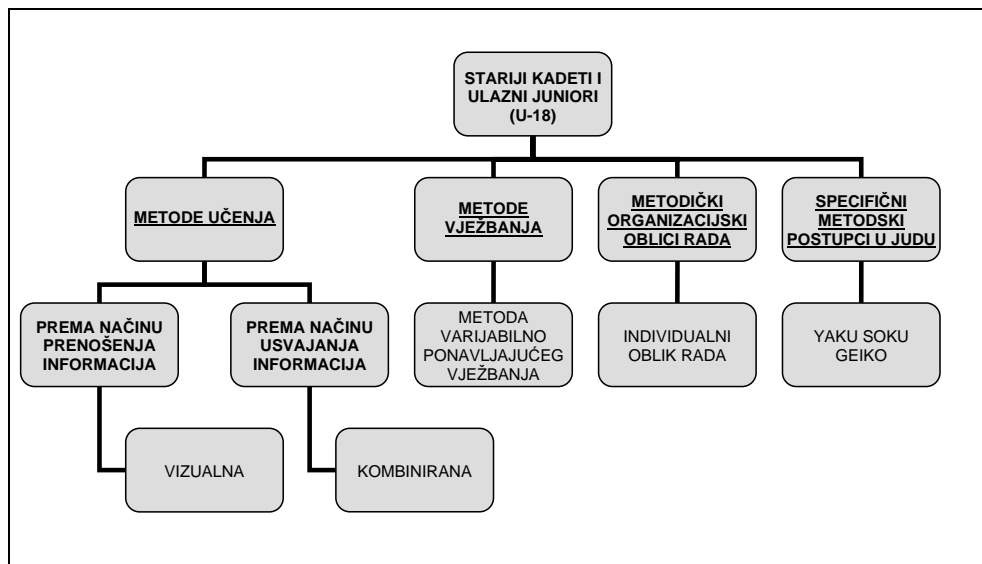 STARIJI KADETI I
ULAZNI JUNIORI
(U-18)
METODE UČENJA
METODE
VJEŽBANJA
METODIČKI
ORGANIZACIJSKI
OBLICI RADA
SPECIFIČNI
METODSKI
POSTUPCI U JUDU
PREMA NAČINU
PRENOŠENJA
INFORMACIJA
PREMA NAČINU
USVAJANJA
INFORMACIJA
METODA
VARIJABILNO
PONAVLJAJUĆEG
VJEŽBANJA
INDIVIDUALNI
OBLIK RADA
YAKU SOKU
GEIKO
VIZUALNA
KOMBINIRANA